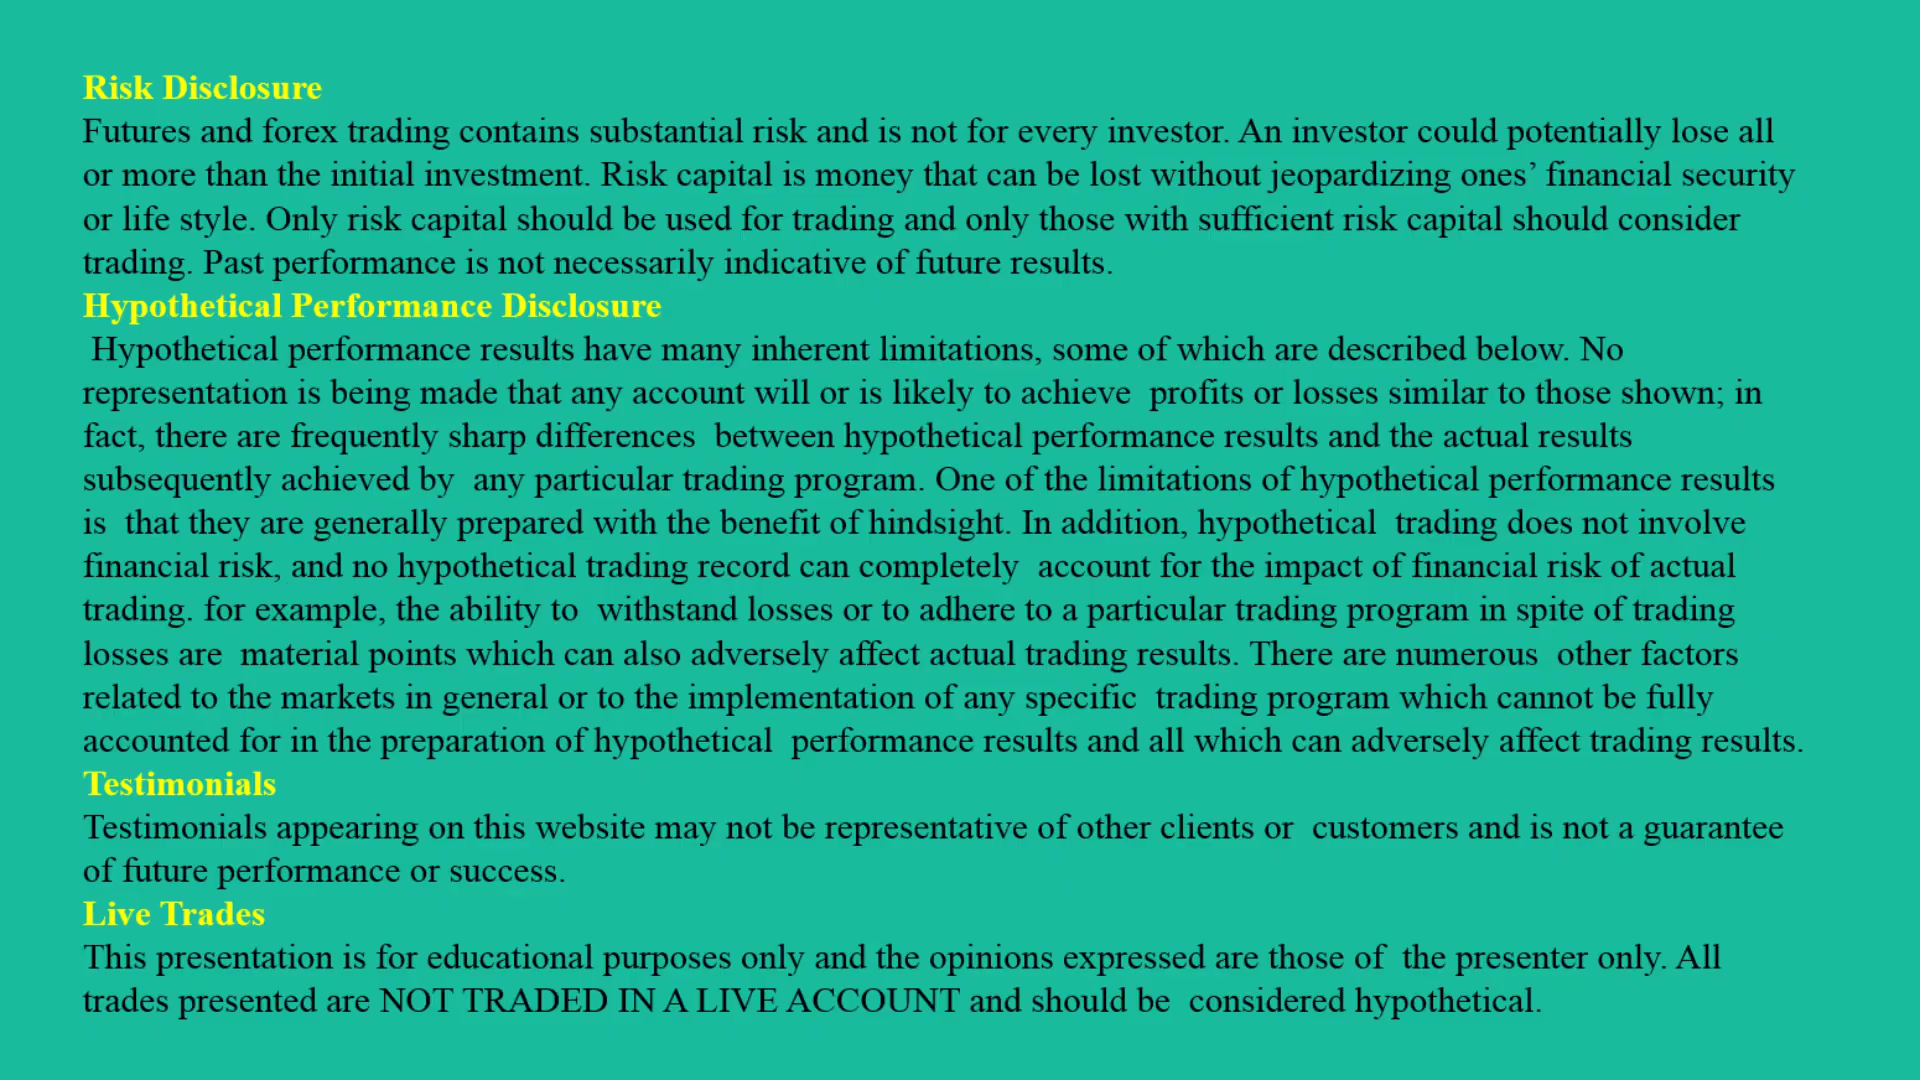 Risk Disclosure
Futures and forex trading contains substantial risk and is not for every investor. An investor could potentially lose all
or more than the initial investment. Risk capital is money that can be lost without jeopardizing ones’ financial security
or life style. Only risk capital should be used for trading and only those with sufficient risk capital should consider
trading. Past performance is not necessarily indicative of future results.
Hypothetical Performance Disclosure
Hypothetical performance results have many inherent limitations, some of which are described below. No
representation is being made that any account will or is likely to achieve  profits or losses similar to those shown; in
fact, there are frequently sharp differences  between hypothetical performance results and the actual results
subsequently achieved by  any particular trading program. One of the limitations of hypothetical performance results
is  that they are generally prepared with the benefit of hindsight. In addition, hypothetical  trading does not involve
financial risk, and no hypothetical trading record can completely  account for the impact of financial risk of actual
trading. for example, the ability to  withstand losses or to adhere to a particular trading program in spite of trading
losses are  material points which can also adversely affect actual trading results. There are numerous  other factors
related to the markets in general or to the implementation of any specific  trading program which cannot be fully
accounted for in the preparation of hypothetical  performance results and all which can adversely affect trading results.
Testimonials
Testimonials appearing on this website may not be representative of other clients or  customers and is not a guarantee
of future performance or success.
Live Trades
This presentation is for educational purposes only and the opinions expressed are those of  the presenter only. All
trades presented are NOT TRADED IN A LIVE ACCOUNT and should be  considered hypothetical.